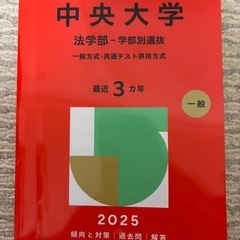 中央大学
法学部-学部別選抜
一般方式・共通テスト併用方式
最近3カ年
一般
2025
傾向と対策|過去問|解答